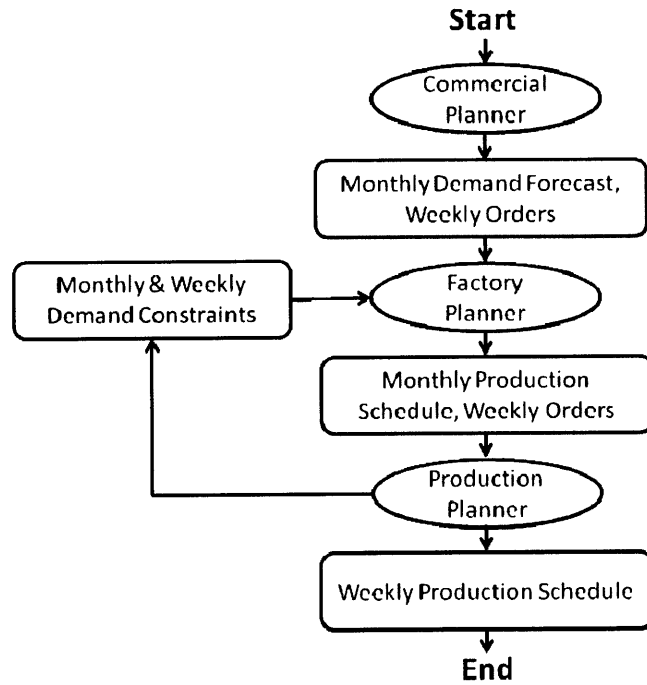 Start
Commercial
Planner
Monthly Demand Forecast,
Weekly Orders
Monthly & Weekly
Demand Constraints
Factory
Planner
Monthly Production
Schedule, Weekly Orders
Production
Planner
Weekly Production Schedule
End